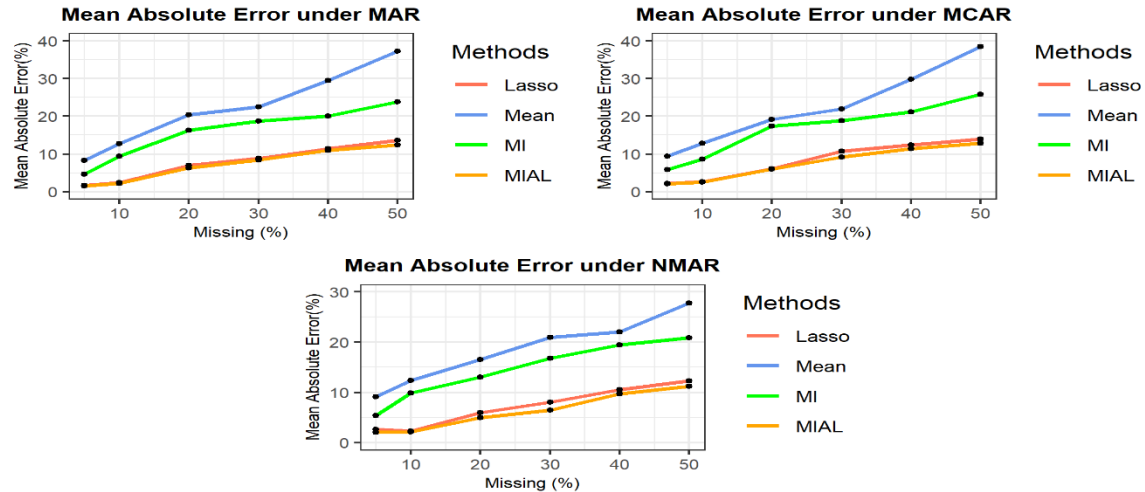 Mean Absolute Error under MAR
Mean Absolute Error(%)
40
30
20
10
0
10 20 30 40 50
Missing (%)
Methods
Lasso
Mean
MI
MIAL
Mean Absolute Error under MCAR
Mean Absolute Error(%)
40
30
20
10
0
10 20 30 40 50
Missing (%)
Methods
Lasso
Mean
MI
MIAL
Mean Absolute Error under NMAR
Mean Absolute Error(%)
30
20
10
0
10 20 30 40 50
Missing (%)
Methods
Lasso
Mean
MI
MIAL